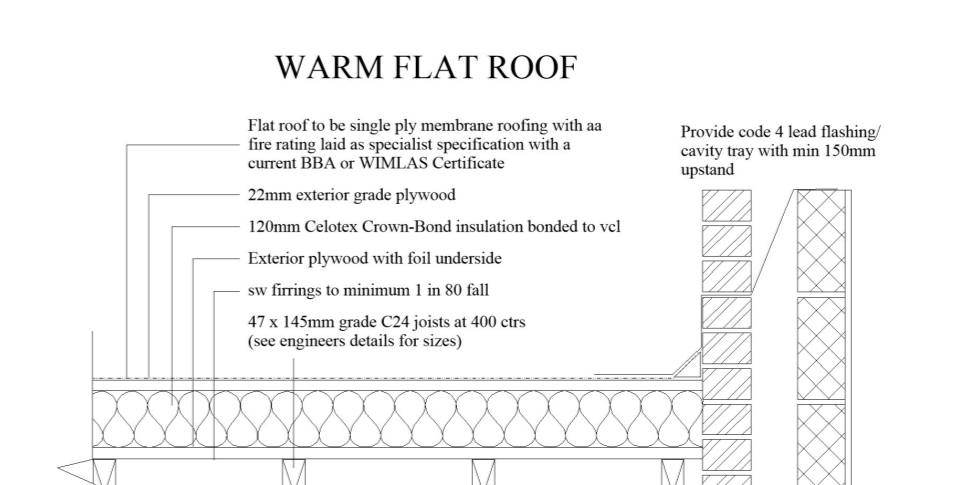 WARM FLAT ROOF
Flat roof to be single ply membrane roofing with aa
fire rating laid as specialist specification with a
current BBA or WIMLAS Certificate
22mm exterior grade plywood
120mm Celotex Crown-Bond insulation bonded to vcl
Exterior plywood with foil underside
sw firrings to minimum 1 in 80 fall
47 x 145mm grade C24 joists at 400 ctrs
(see engineers details for sizes)
Provide code 4 lead flashing/
cavity tray with min 150mm
upstand